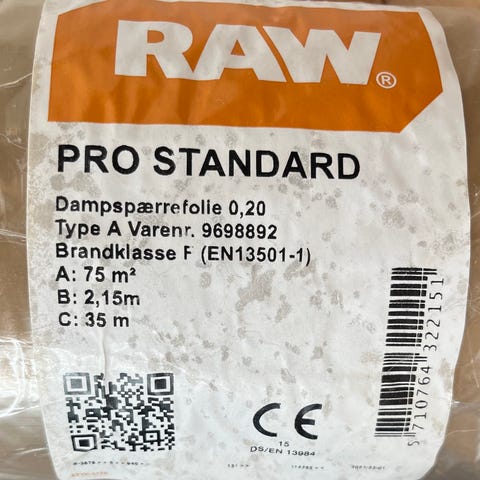 RAW®
PRO STANDARD
Dampspærrefolie 0,20
Type A Varenr. 9698892
Brandklasse F (EN13501-1)
A: 75 m²
B: 2,15m
C: 35 m
5 710764 322151
CE
15
DS/EN 13984